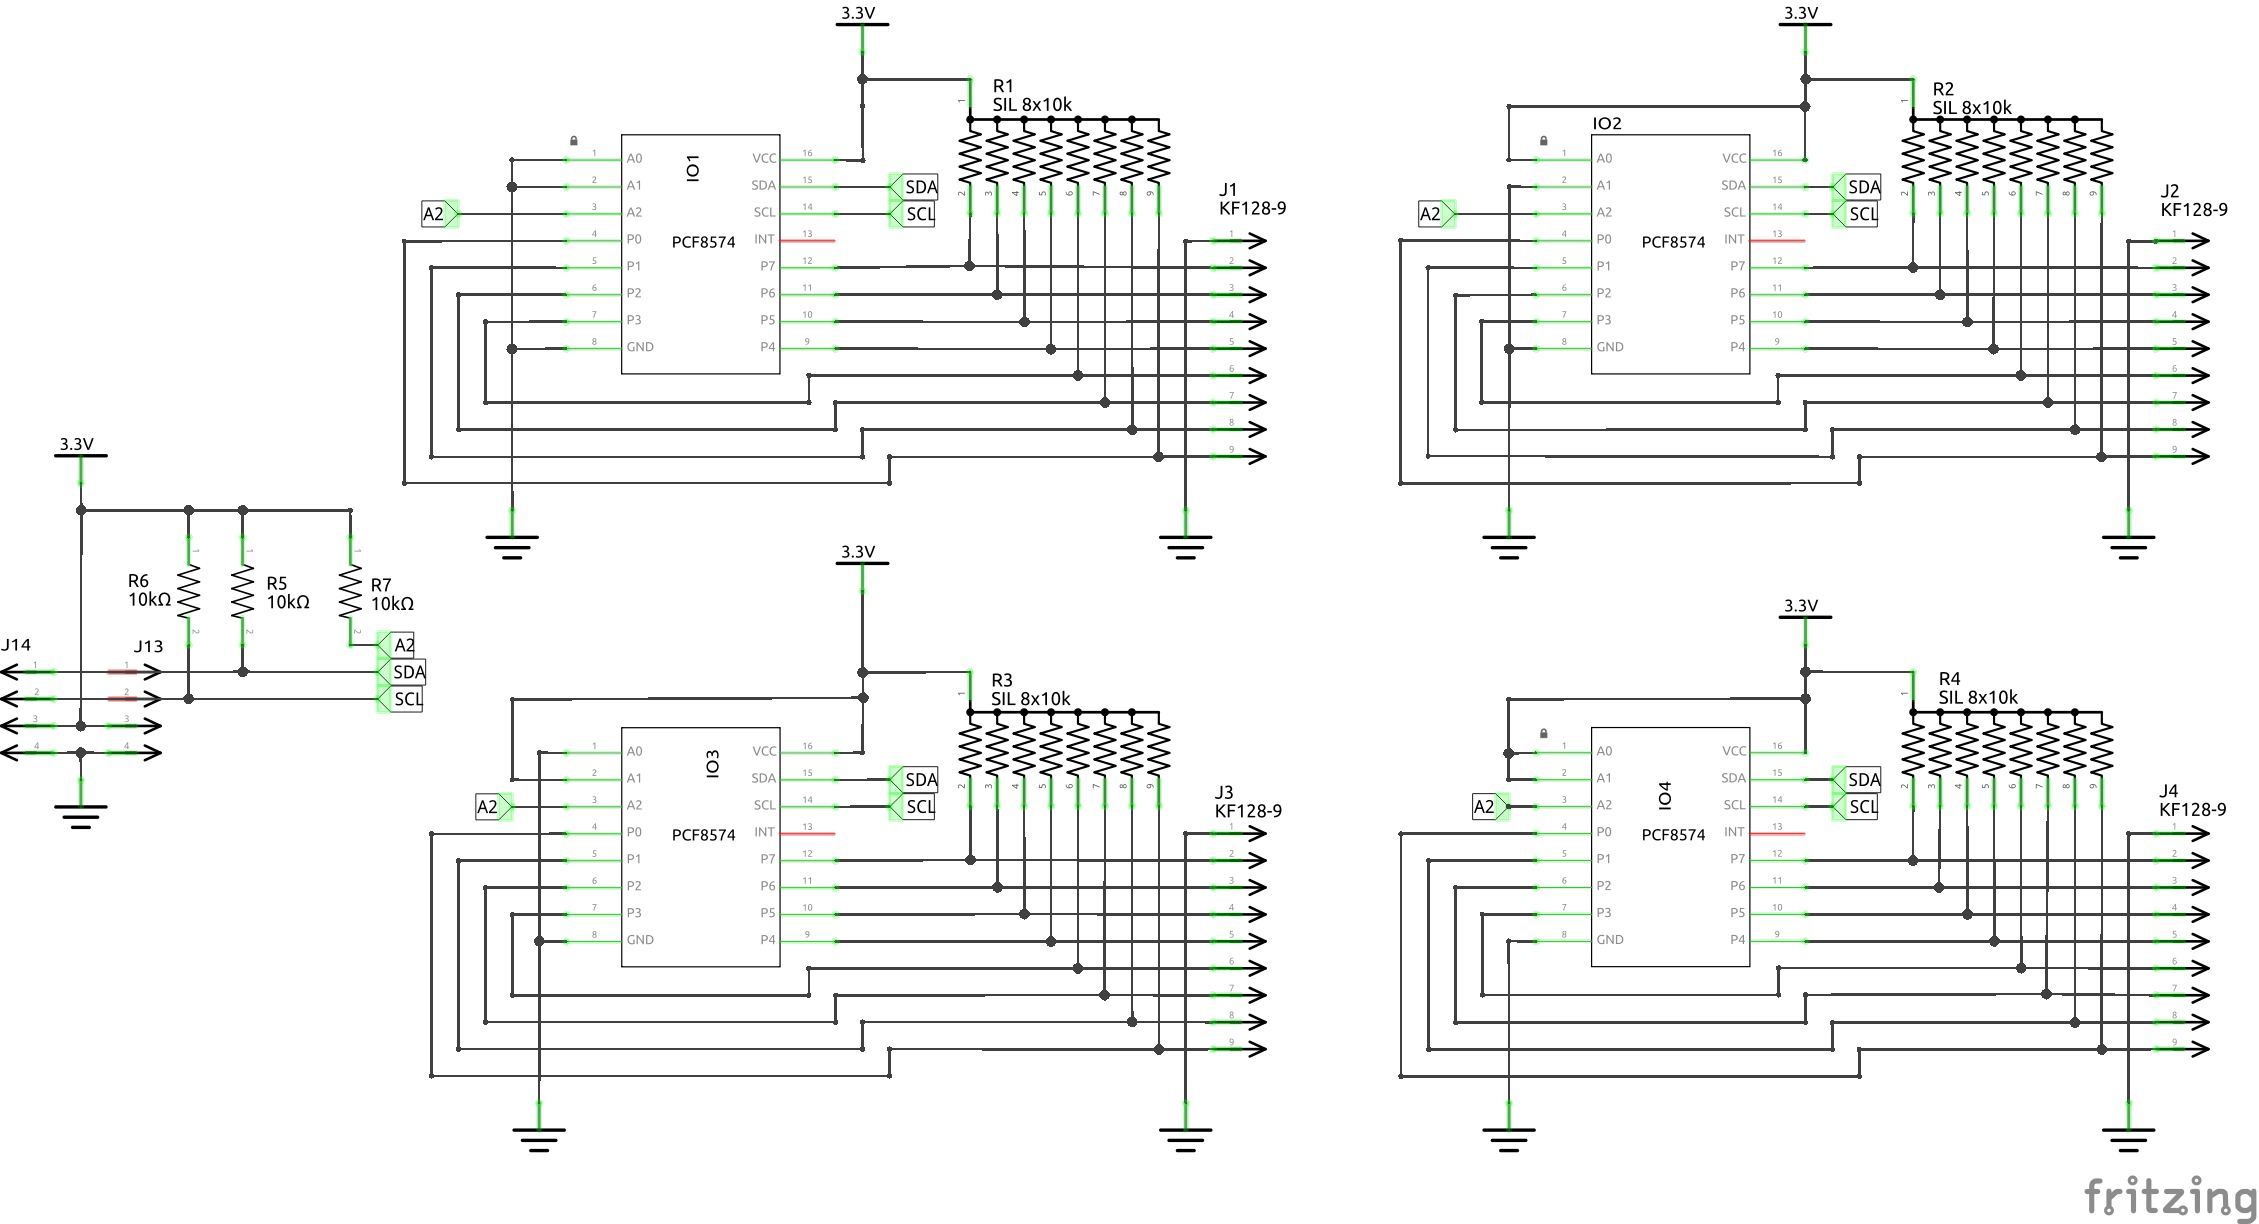 3.3V
R1
SIL 8x10k
IO1
PCF8574
1 A0
2 A1
3 A2
4 P0
5 P1
6 P2
7 P3
8 GND
VCC 16
SDA 15
SCL 14
INT 13
P7 12
P6 11
P5 10
P4 9
A2
SDA
SCL
1
2 3 4 5 6 7 8 9
J1
KF128-9
1
2
3
4
5
6
7
8
9
3.3V
R2
SIL 8x10k
IO2
PCF8574
1 A0
2 A1
3 A2
4 P0
5 P1
6 P2
7 P3
8 GND
VCC 16
SDA 15
SCL 14
INT 13
P7 12
P6 11
P5 10
P4 9
A2
SDA
SCL
1
2 3 4 5 6 7 8 9
J2
KF128-9
1
2
3
4
5
6
7
8
9
3.3V
R6
10kΩ
R5
10kΩ
R7
10kΩ
1 1 1
2 2 2
A2
SDA
SCL
J14
J13
1 1
2 2
3 3
4 4
3.3V
R3
SIL 8x10k
IO3
PCF8574
1 A0
2 A1
3 A2
4 P0
5 P1
6 P2
7 P3
8 GND
VCC 16
SDA 15
SCL 14
INT 13
P7 12
P6 11
P5 10
P4 9
A2
SDA
SCL
1
2 3 4 5 6 7 8 9
J3
KF128-9
1
2
3
4
5
6
7
8
9
3.3V
R4
SIL 8x10k
IO4
PCF8574
1 A0
2 A1
3 A2
4 P0
5 P1
6 P2
7 P3
8 GND
VCC 16
SDA 15
SCL 14
INT 13
P7 12
P6 11
P5 10
P4 9
A2
SDA
SCL
1
2 3 4 5 6 7 8 9
J4
KF128-9
1
2
3
4
5
6
7
8
9
fritzing